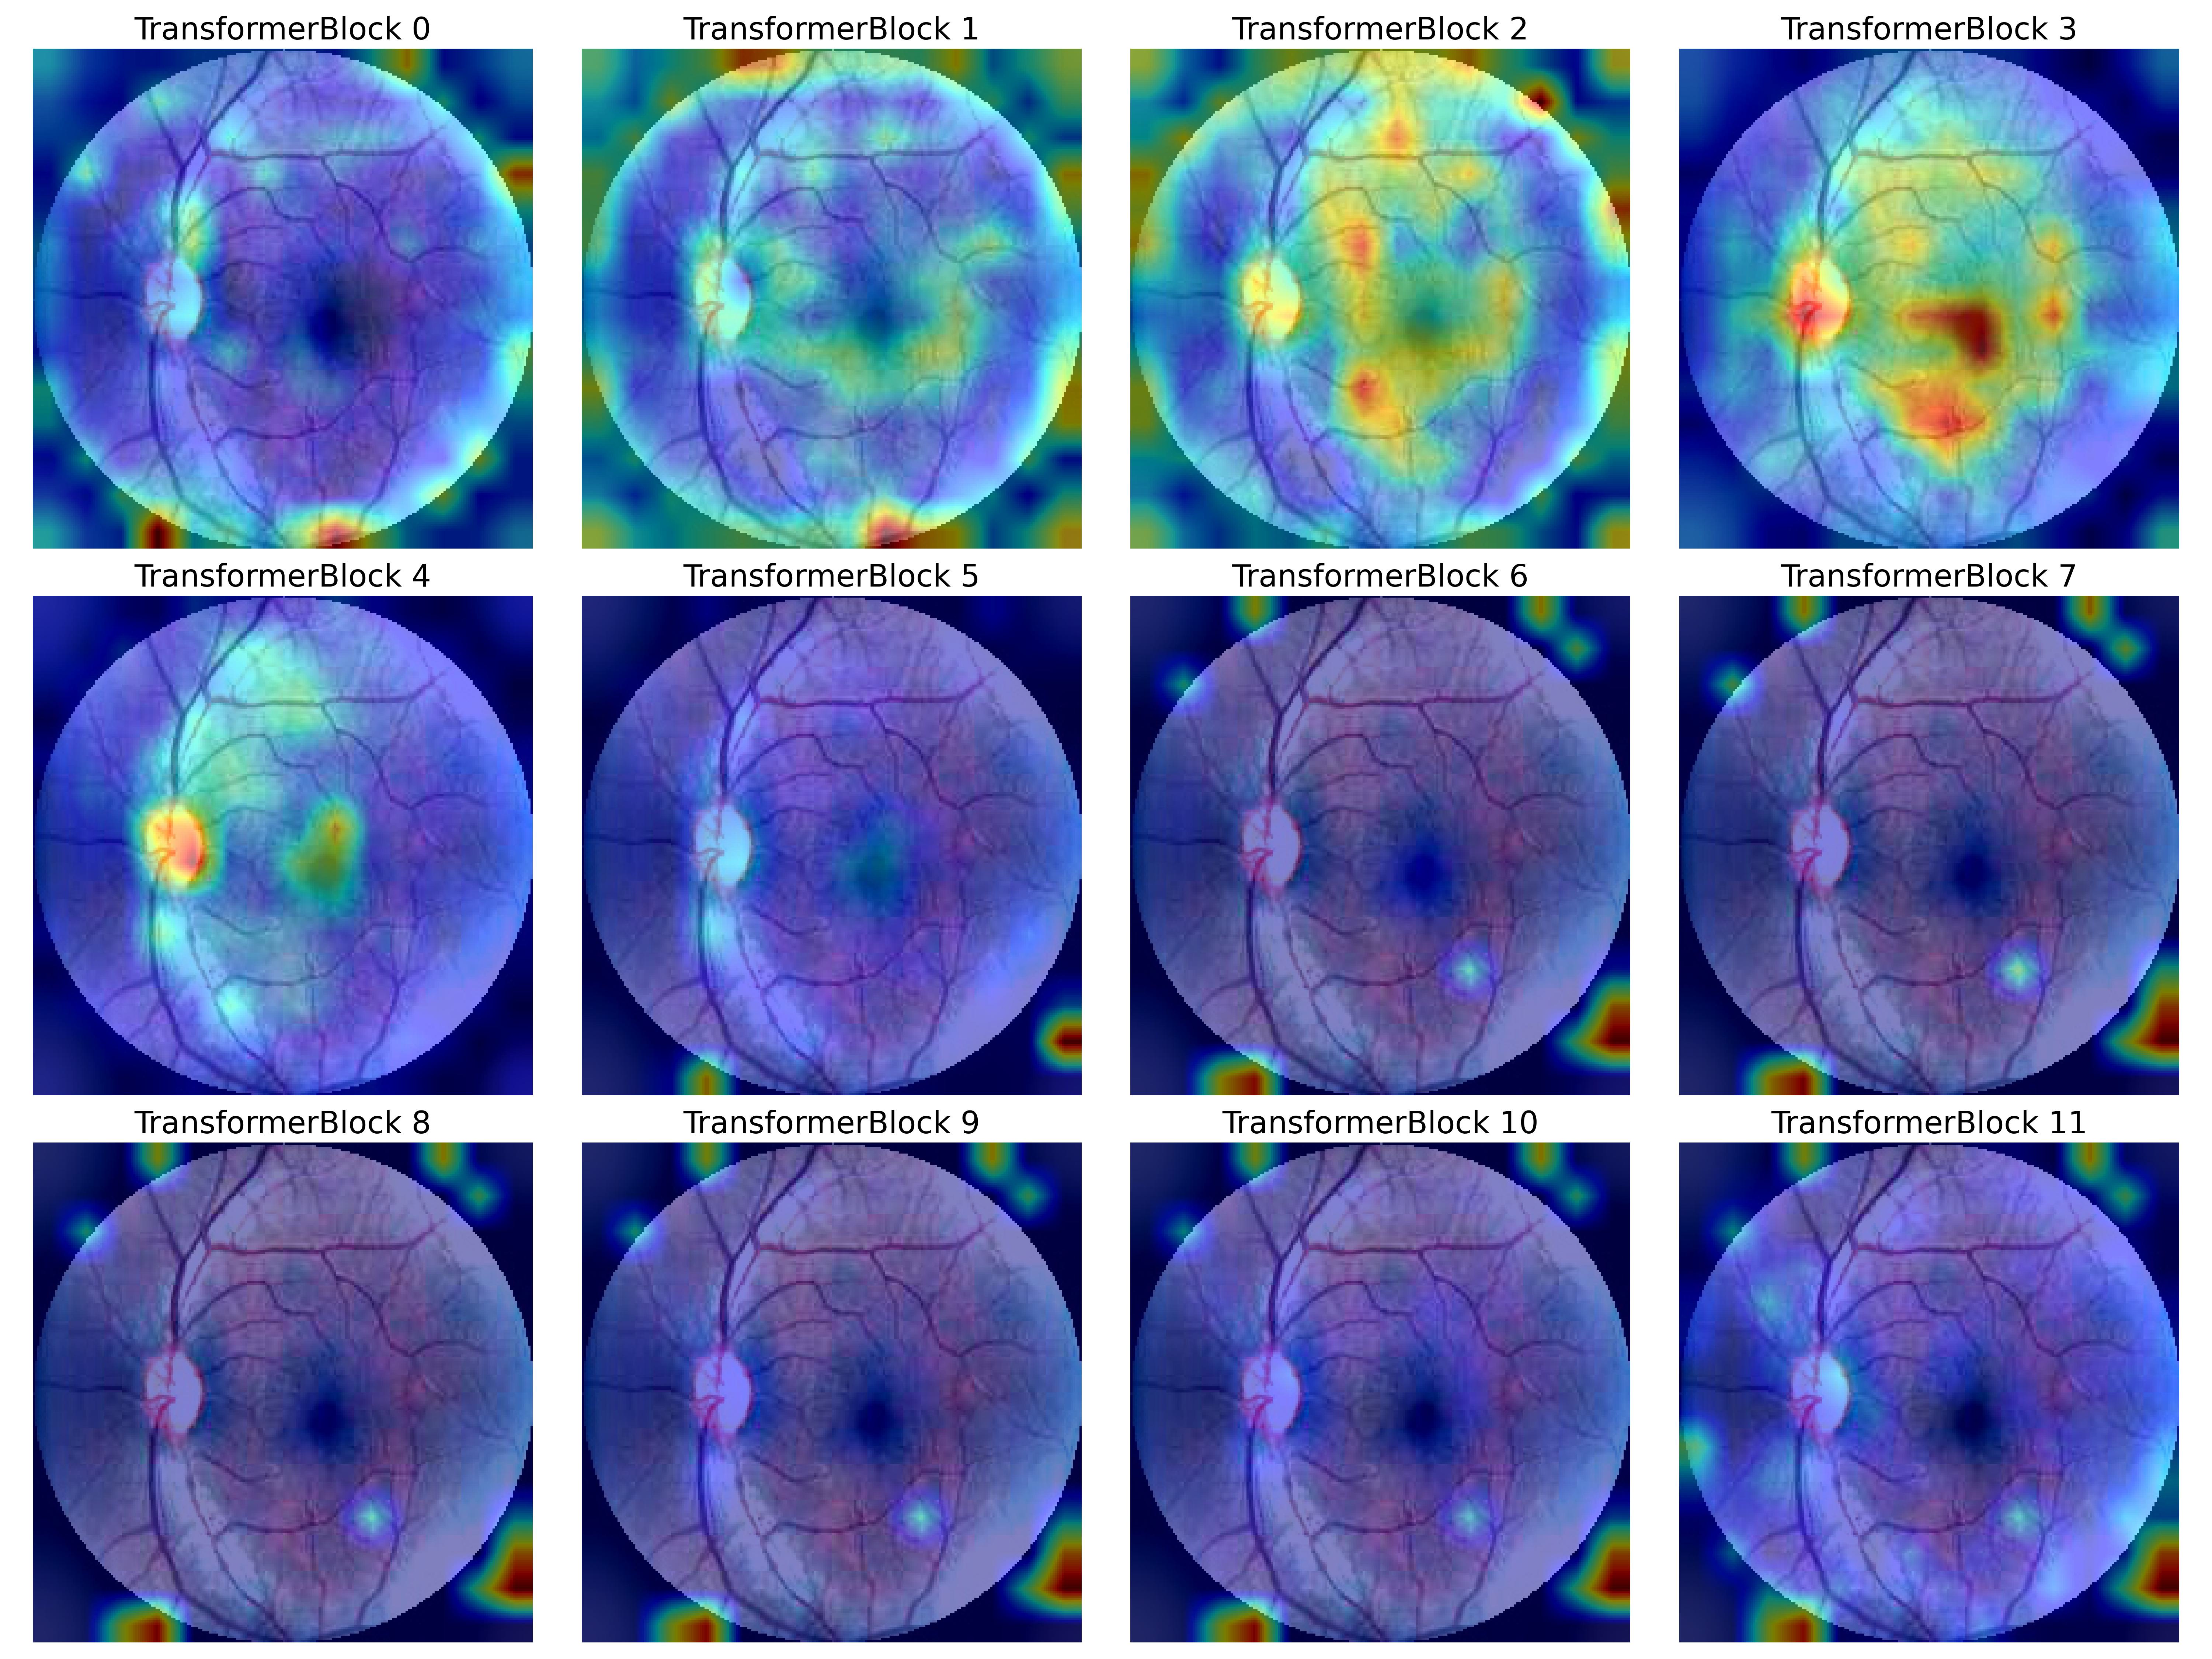 TransformerBlock 0
TransformerBlock 1
TransformerBlock 2
TransformerBlock 3
TransformerBlock 4
TransformerBlock 5
TransformerBlock 6
TransformerBlock 7
TransformerBlock 8
TransformerBlock 9
TransformerBlock 10
TransformerBlock 11